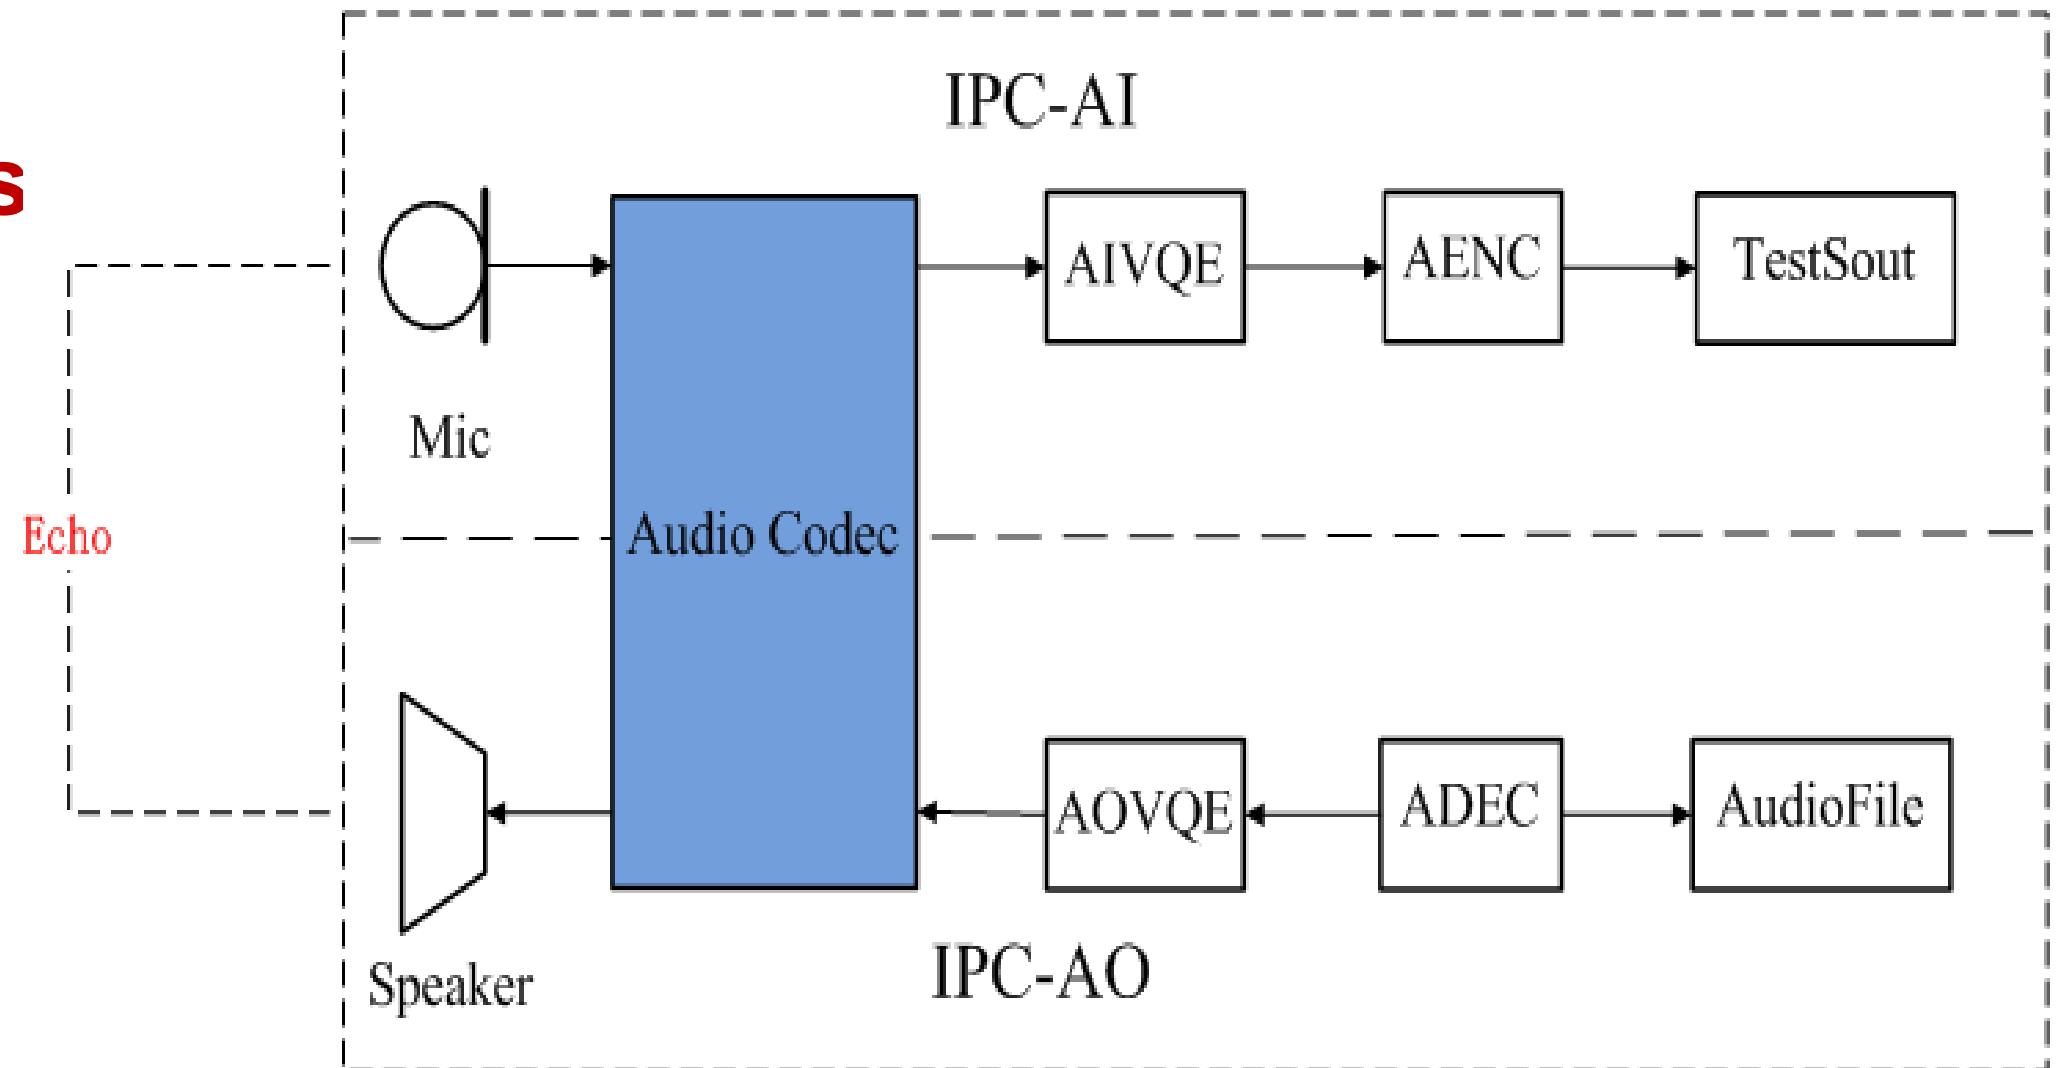 IPC-AI
s
AIVQE
AENC
TestSout
Mic
Echo
Audio Codec
AOVQE
ADEC
AudioFile
Speaker
IPC-AO